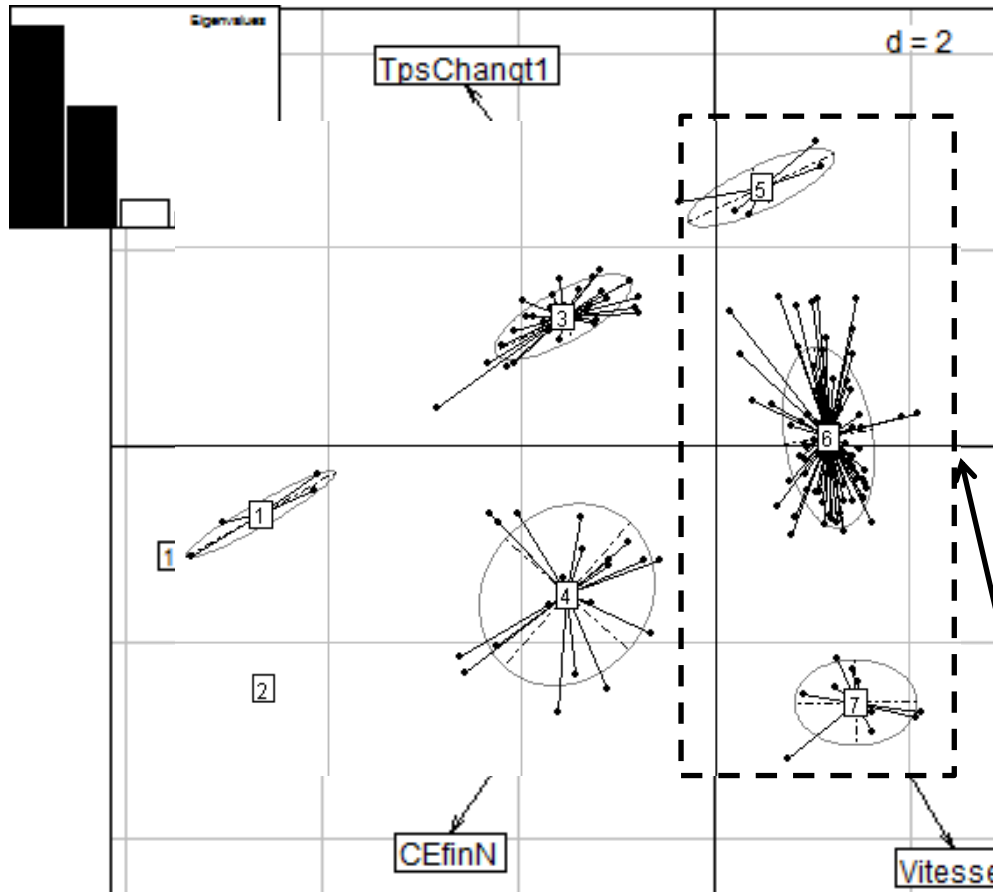 Eigenvalues
d = 2
TpsChangt1
5
3
6
1
1
4
2
7
CEfinN
Vitesse